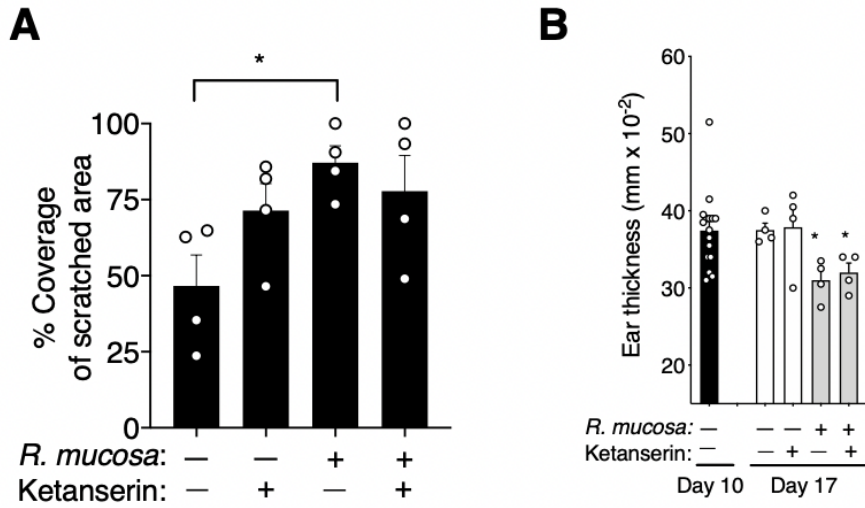 A
*
% Coverage
of scratched area
100
75
50
25
0
R. mucosa: — — + +
Ketanserin: — + — +
B
Ear thickness (mm x 10-2)
60
50
40
30
20
* *
R. mucosa: — — — + +
Ketanserin: — — + — +
Day 10 Day 17